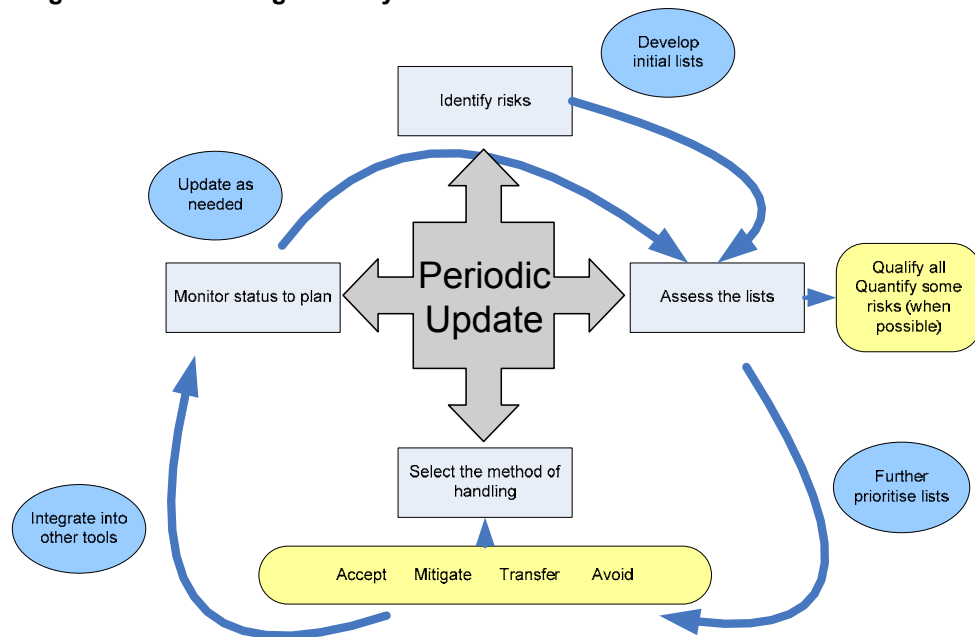 Develop
initial lists
Identify risks
Update as
needed
Monitor status to plan
Periodic
Update
Assess the lists
Qualify all
Quantify some
risks (when
possible)
Select the method of
handling
Further
prioritise lists
Integrate into
other tools
Accept Mitigate Transfer Avoid